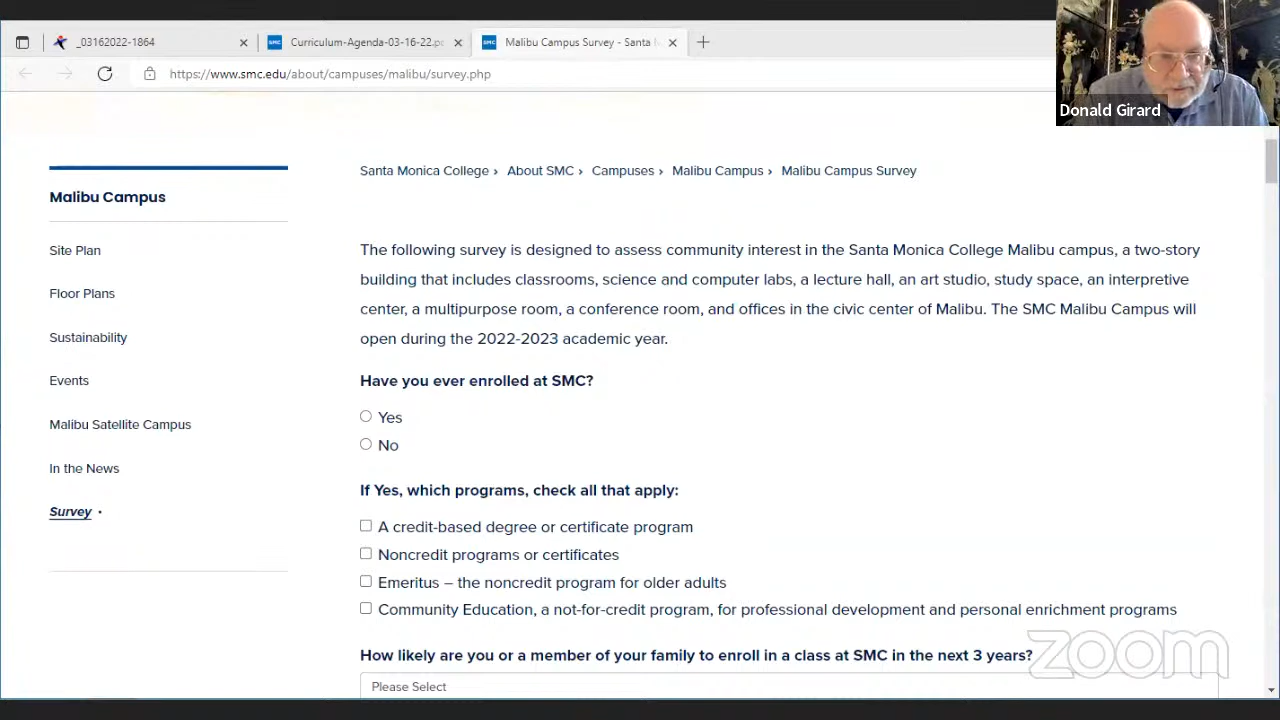 _03162022-1864
SMC Curriculum-Agenda-03-16-22.p
SMC Malibu Campus Survey - Santa
https://www.smc.edu/about/campuses/malibu/survey.php
Donald Girard
Santa Monica College › About SMC › Campuses › Malibu Campus › Malibu Campus Survey
Malibu Campus
Site Plan
Floor Plans
Sustainability
Events
Malibu Satellite Campus
In the News
Survey
The following survey is designed to assess community interest in the Santa Monica College Malibu campus, a two-story
building that includes classrooms, science and computer labs, a lecture hall, an art studio, study space, an interpretive
center, a multipurpose room, a conference room, and offices in the civic center of Malibu. The SMC Malibu Campus will
open during the 2022-2023 academic year.
Have you ever enrolled at SMC?
Yes
No
If Yes, which programs, check all that apply:
A credit-based degree or certificate program
Noncredit programs or certificates
Emeritus – the noncredit program for older adults
Community Education, a not-for-credit program, for professional development and personal enrichment programs
How likely are you or a member of your family to enroll in a class at SMC in the next 3 years?
Please Select
zoom